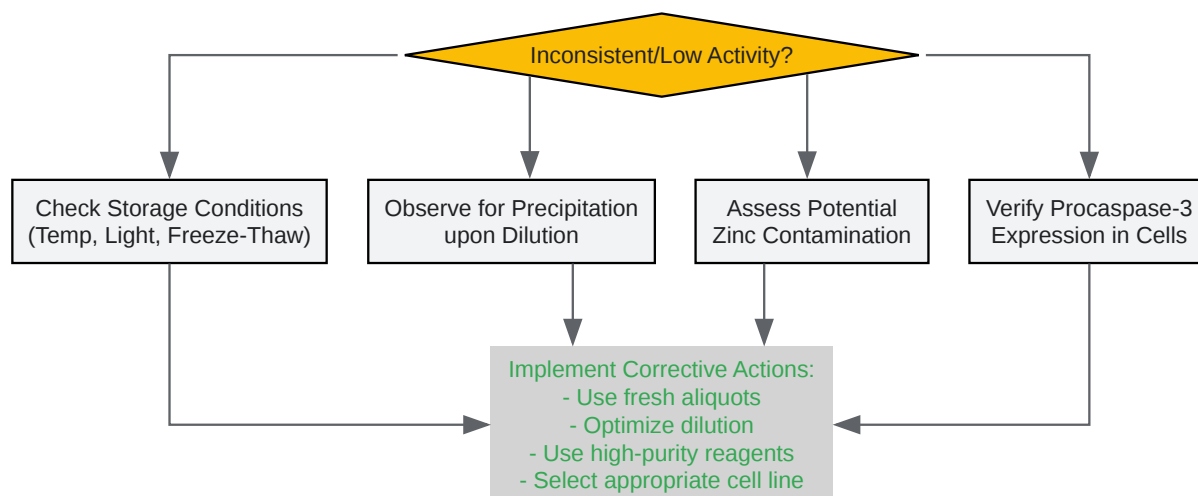 Inconsistent/Low Activity?
Check Storage Conditions
(Temp, Light, Freeze-Thaw)
Observe for Precipitation
upon Dilution
Assess Potential
Zinc Contamination
Verify Procaspase-3
Expression in Cells
Implement Corrective Actions:
- Use fresh aliquots
- Optimize dilution
- Use high-purity reagents
- Select appropriate cell line